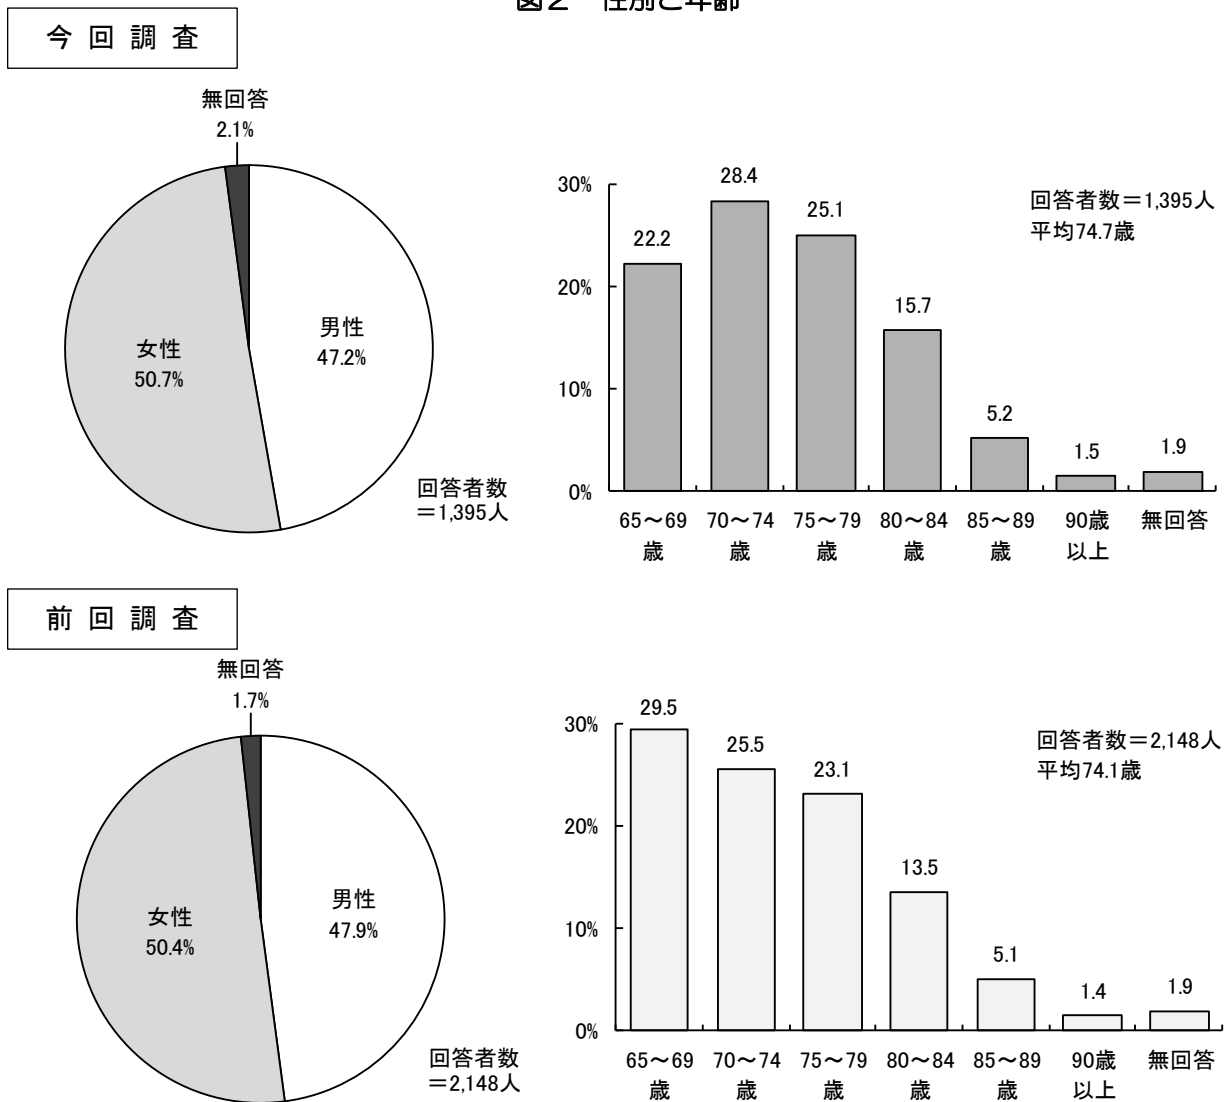 図2 性別と年齢
今回調査
無回答
2.1%
男性
47.2%
女性
50.7%
回答者数
＝1,395人
30%
20%
10%
0%
22.2
28.4
25.1
15.7
5.2
1.5
1.9
回答者数＝1,395人
平均74.7歳
65～69
歳
70～74
歳
75～79
歳
80～84
歳
85～89
歳
90歳
以上
無回答
前回調査
無回答
1.7%
男性
47.9%
女性
50.4%
回答者数
＝2,148人
30%
20%
10%
0%
29.5
25.5
23.1
13.5
5.1
1.4
1.9
回答者数＝2,148人
平均74.1歳
65～69
歳
70～74
歳
75～79
歳
80～84
歳
85～89
歳
90歳
以上
無回答